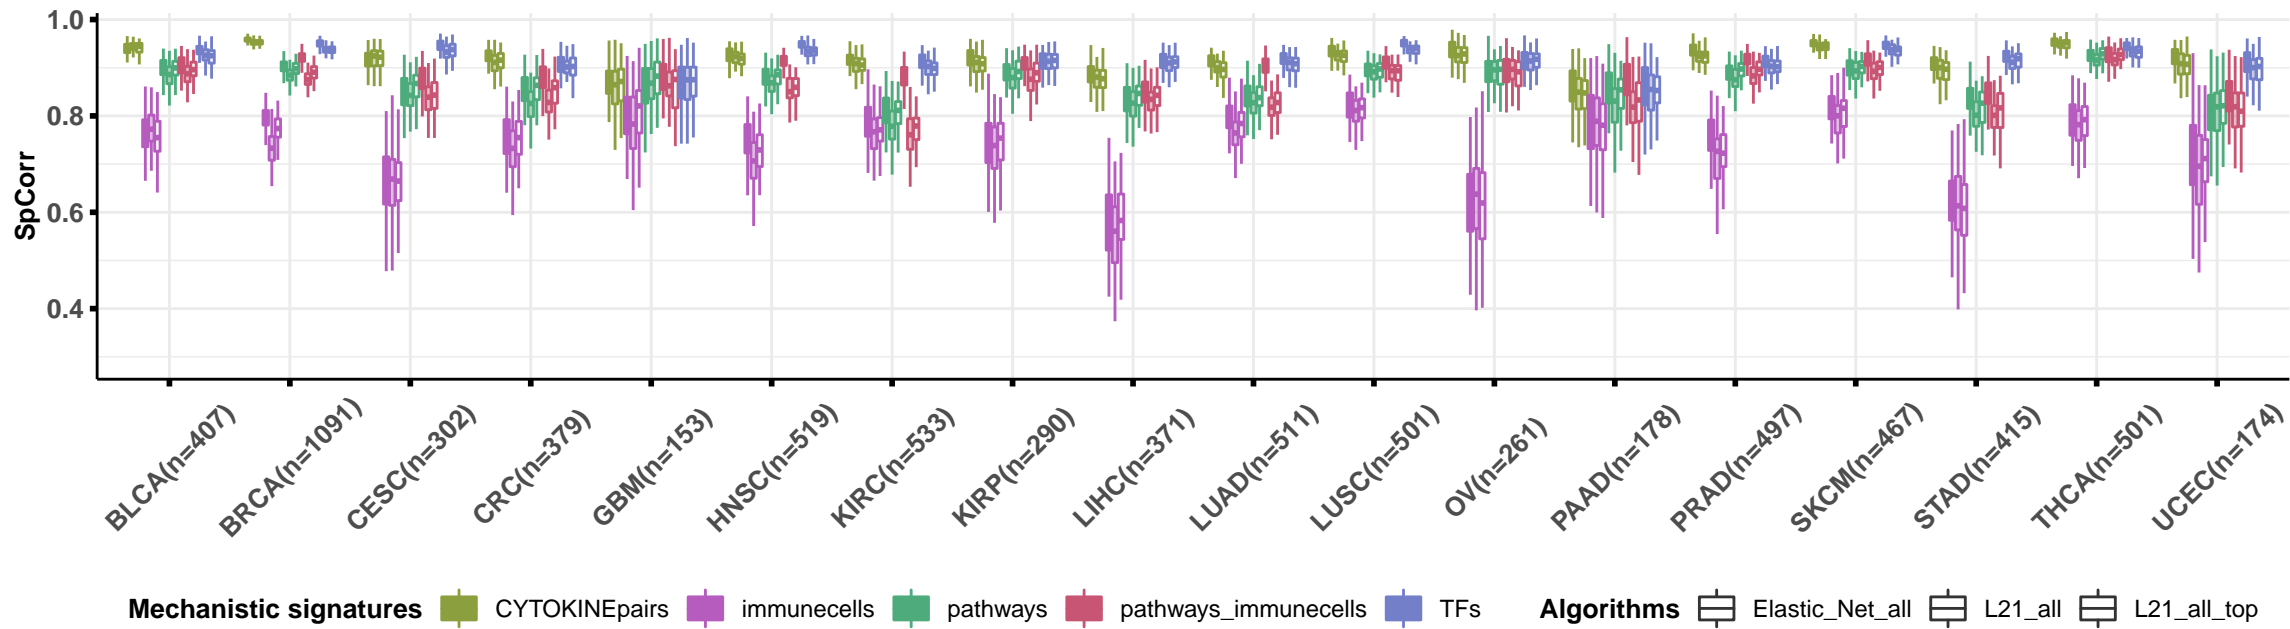 1.0
0.8
0.6
0.4
SpCorr
BLCA(n=407)
BRCA(n=1091)
CESC(n=302)
CRC(n=379)
GBM(n=153)
HNSC(n=519)
KIRC(n=533)
KIRP(n=290)
LIHC(n=371)
LUAD(n=511)
LUSC(n=501)
OV(n=261)
PAAD(n=178)
PRAD(n=497)
SKCM(n=467)
STAD(n=415)
THCA(n=501)
UCEC(n=174)
Mechanistic signatures CYTOKINEpairs immunecells pathways pathways_immunecells TFs Algorithms Elastic_Net_all L21_all L21_all_top